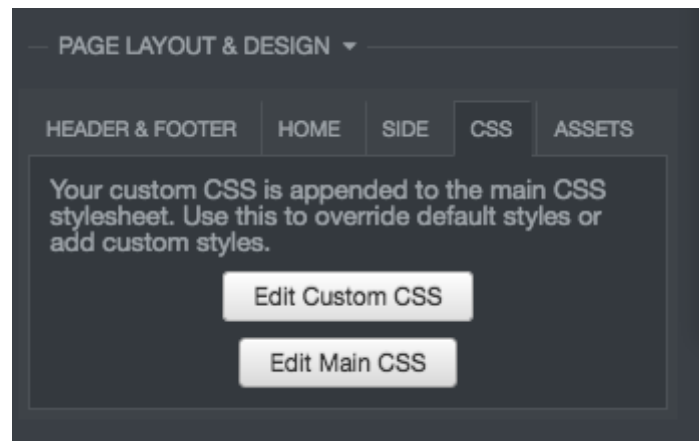 PAGE LAYOUT & DESIGN
HEADER & FOOTER HOME SIDE CSS ASSETS
Your custom CSS is appended to the main CSS
stylesheet. Use this to override default styles or
add custom styles.
Edit Custom CSS
Edit Main CSS